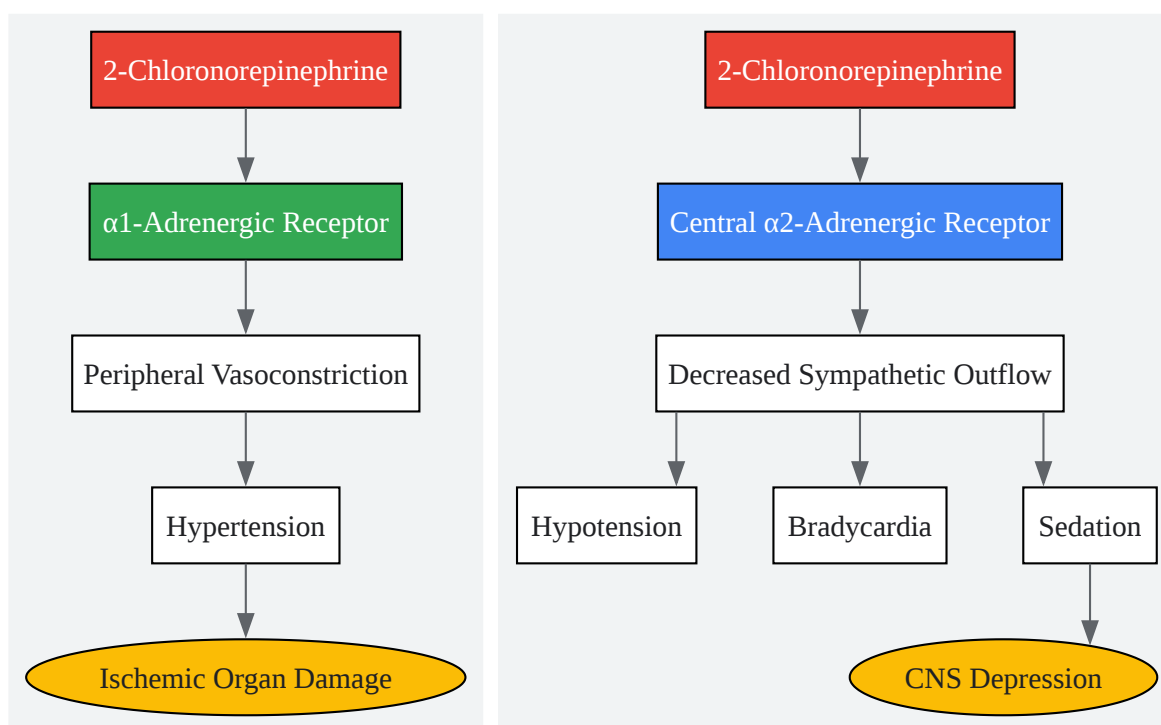 2-Chloronorepinephrine
α1-Adrenergic Receptor
Peripheral Vasoconstriction
Hypertension
Ischemic Organ Damage
2-Chloronorepinephrine
Central α2-Adrenergic Receptor
Decreased Sympathetic Outflow
Hypotension
Bradycardia
Sedation
CNS Depression